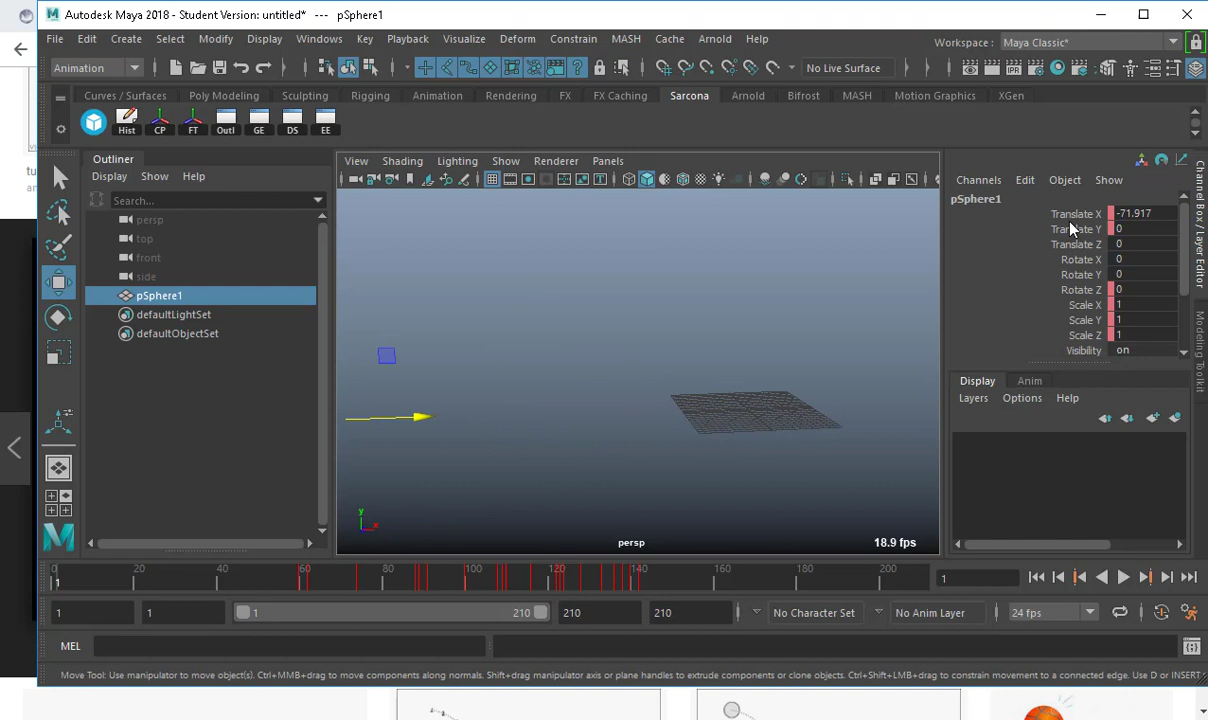 Autodesk Maya 2018 - Student Version: untitled*  ---  pSphere1
File Edit Create Select Modify Display Windows Key Playback Visualize Deform Constrain MASH Cache Arnold Help
Workspace : Maya Classic*
Animation
No Live Surface
Curves / Surfaces Poly Modeling Sculpting Rigging Animation Rendering FX FX Caching Sarcona Arnold Bifrost MASH Motion Graphics XGen
Hist CP FT Outl GE DS EE
IPR
Outliner
Display Show Help
Search...
persp
top
front
side
pSphere1
defaultLightSet
defaultObjectSet
View Shading Lighting Show Renderer Panels
y
x
persp
18.9 fps
Channels Edit Object Show
pSphere1
Translate X -71.917
Translate Y 0
Translate Z 0
Rotate X 0
Rotate Y 0
Rotate Z 0
Scale X 1
Scale Y 1
Scale Z 1
Visibility on
Display Anim
Layers Options Help
Channel Box / Layer Editor
Modeling Toolkit
0 20 40 60 80 100 120 140 160 180 200
1
1
1 1 1 210 210 210 No Character Set No Anim Layer 24 fps
MEL
Move Tool: Use manipulator to move object(s). Ctrl+MMB+drag to move components along normals. Shift+drag manipulator axis or plane handles to extrude components or clone objects. Ctrl+Shift+LMB+drag to constrain movement to a connected edge. Use D or INSERT